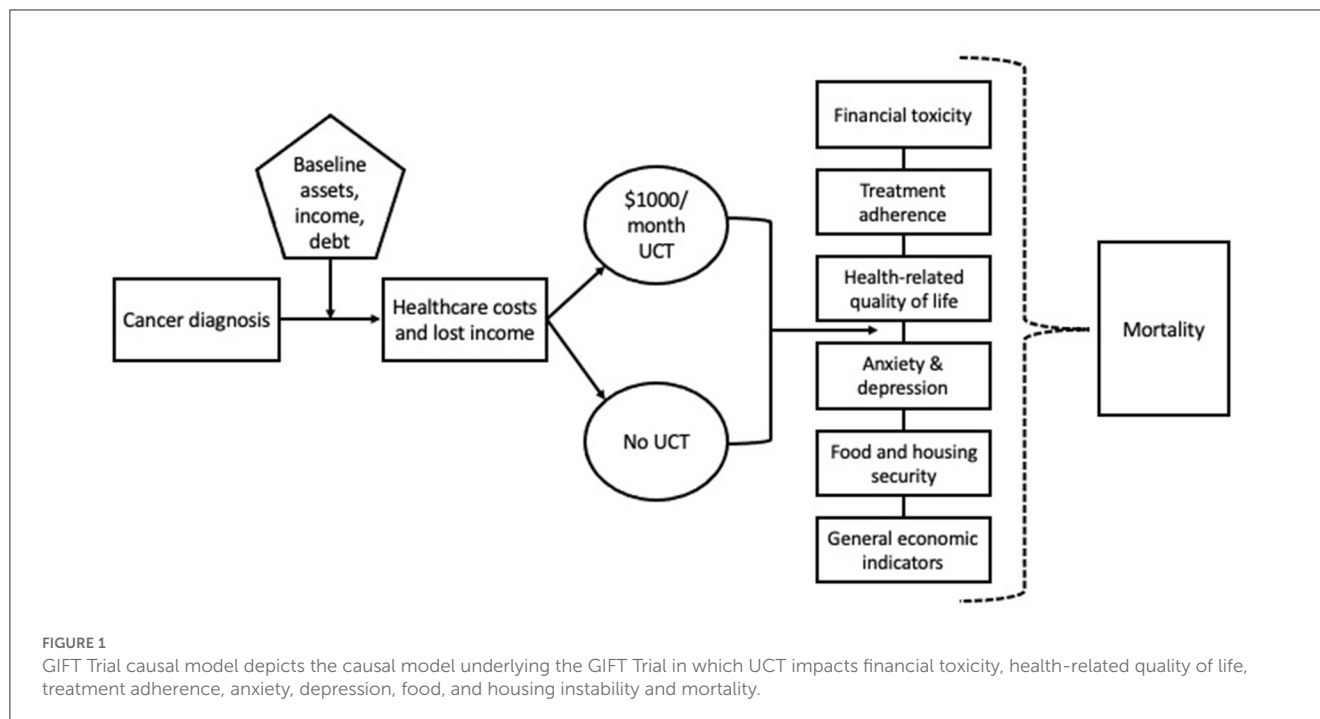 Baseline
assets,
income,
debt
Cancer diagnosis
Healthcare costs
and lost income
$1000/
month
UCT
No UCT
Financial toxicity
Treatment
adherence
Health-related
quality of life
Anxiety &
depression
Food and housing
security
General economic
indicators
Mortality
FIGURE 1
GIFT Trial causal model depicts the causal model underlying the GIFT Trial in which UCT impacts financial toxicity, health-related quality of life,
treatment adherence, anxiety, depression, food, and housing instability and mortality.